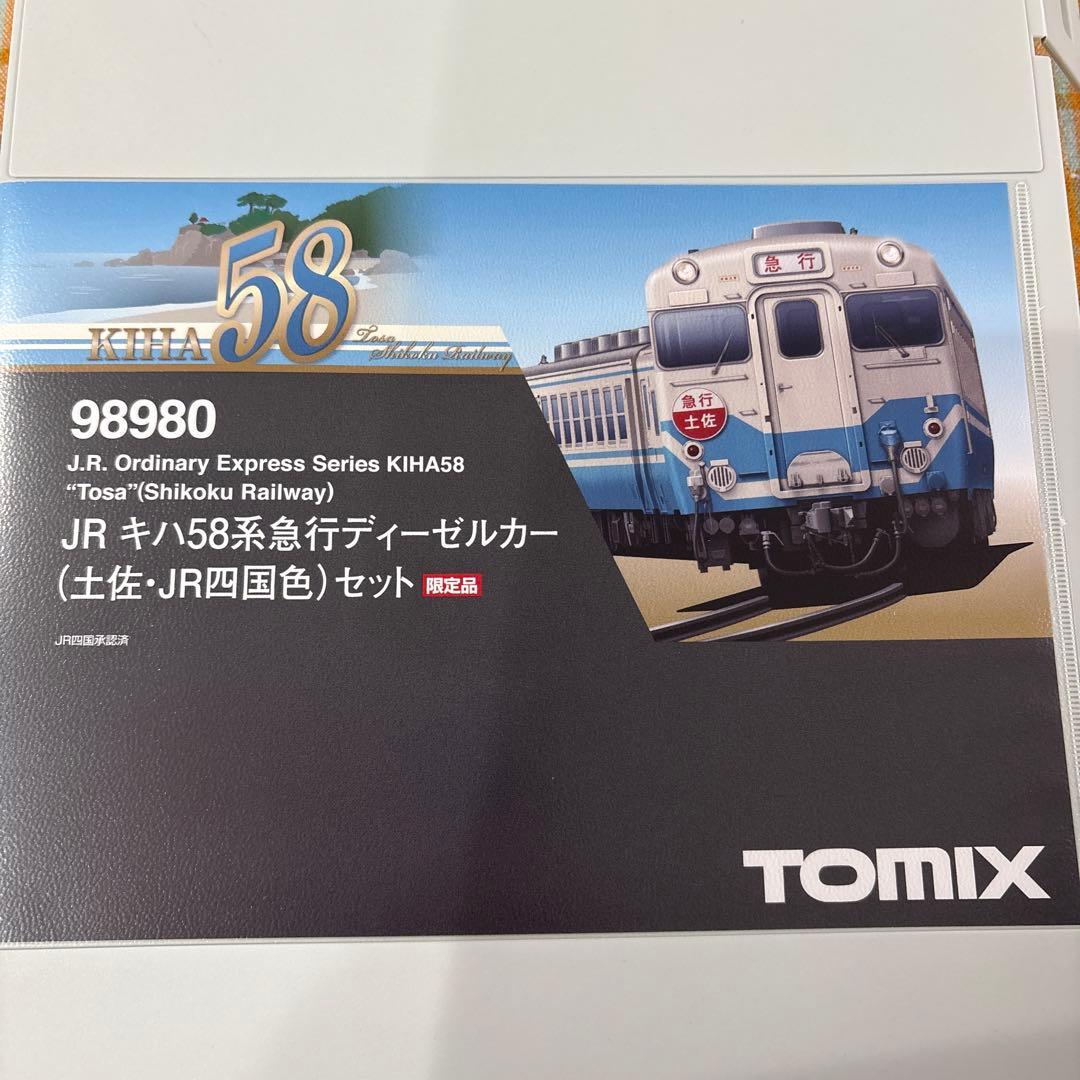 KIHA58
Tosa
Shikoku Railway
急行
急行
土佐
98980
J.R. Ordinary Express Series KIHA58
“Tosa”(Shikoku Railway)
JR キハ58系急行ディーゼルカー
(土佐・JR四国色)セット 限定品
JR四国承認済
TOMIX